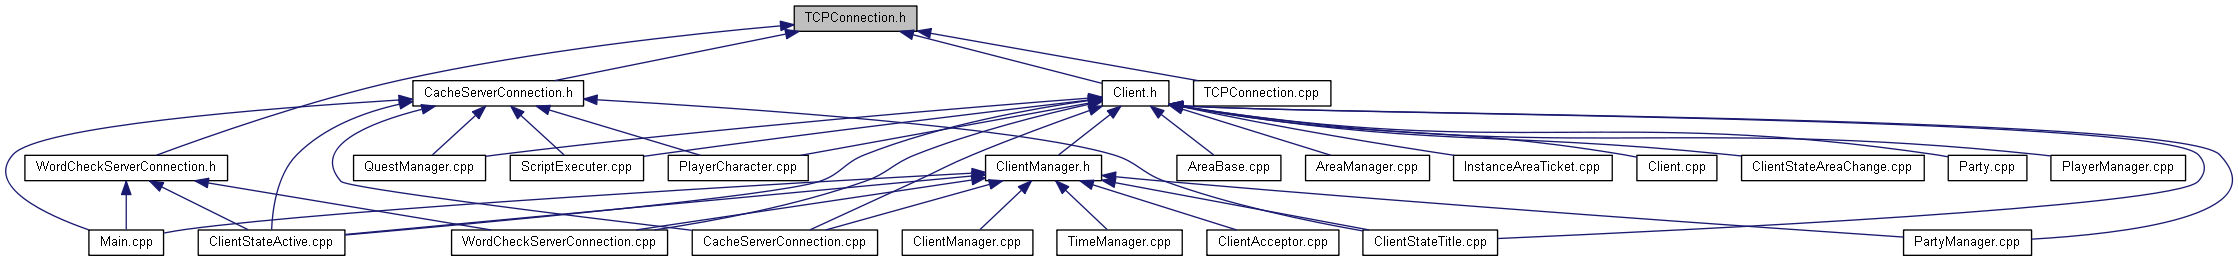 TCPConnection.h
CacheServerConnection.h
Client.h
TCPConnection.cpp
WordCheckServerConnection.h
QuestManager.cpp
ScriptExecuter.cpp
PlayerCharacter.cpp
ClientManager.h
AreaBase.cpp
AreaManager.cpp
InstanceAreaTicket.cpp
Client.cpp
ClientStateAreaChange.cpp
Party.cpp
PlayerManager.cpp
Main.cpp
ClientStateActive.cpp
WordCheckServerConnection.cpp
CacheServerConnection.cpp
ClientManager.cpp
TimeManager.cpp
ClientAcceptor.cpp
ClientStateTitle.cpp
PartyManager.cpp